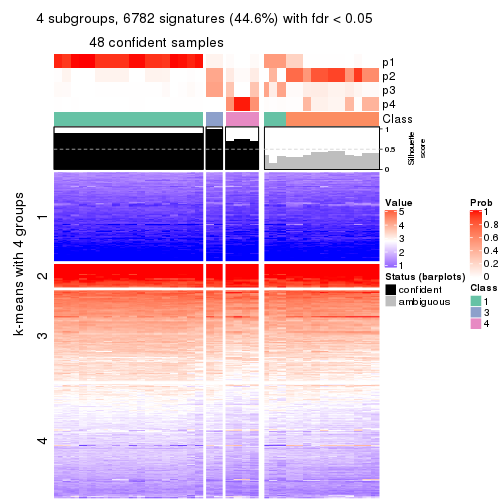 4 subgroups, 6782 signatures (44.6%) with fdr < 0.05
48 confident samples
p1
p2
p3
p4
Class
1
0.5
0
Silhouette
score
k-means with 4 groups
1
2
3
4
Value
5
4
3
2
1
Status (barplots)
confident
ambiguous
Prob
1
0.8
0.6
0.4
0.2
0
Class
1
3
4